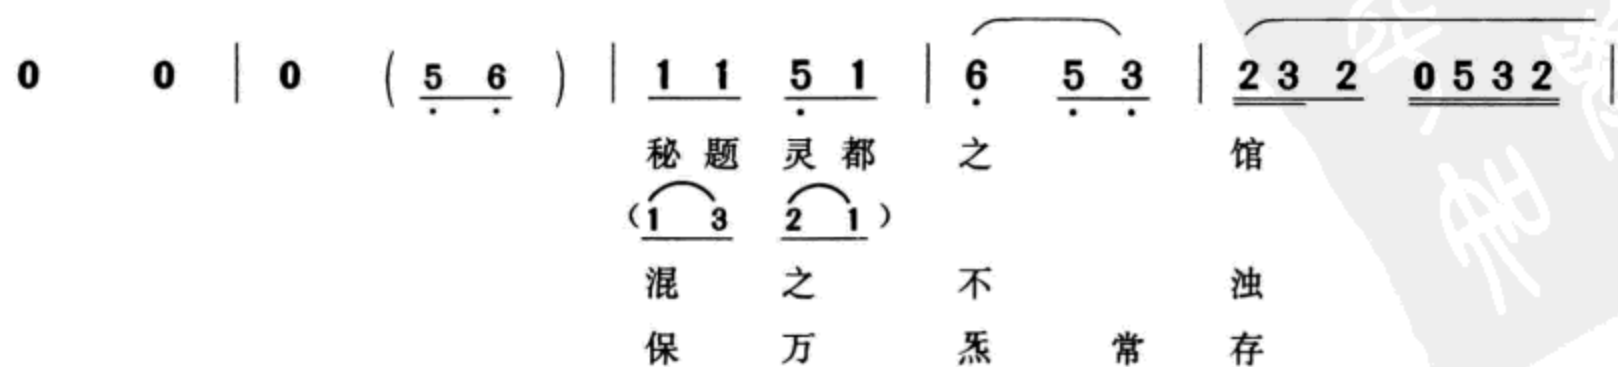 0 0 | 0 ( 5 6 ) | 1 1 5 1 | 6 5 3 | 2 3 2 0 5 3 2 |
秘 题 灵 都 之 馆
( 1 3 2 1 )
混 之 不 浊
保 万 炁 常 存